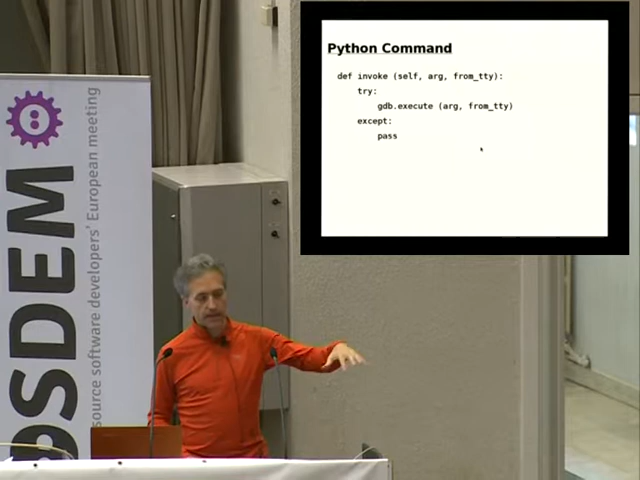 Python Command
def invoke (self, arg, from_tty):
try:
gdb.execute (arg, from_tty)
except:
pass
OSDEM
source software developers' European meeting